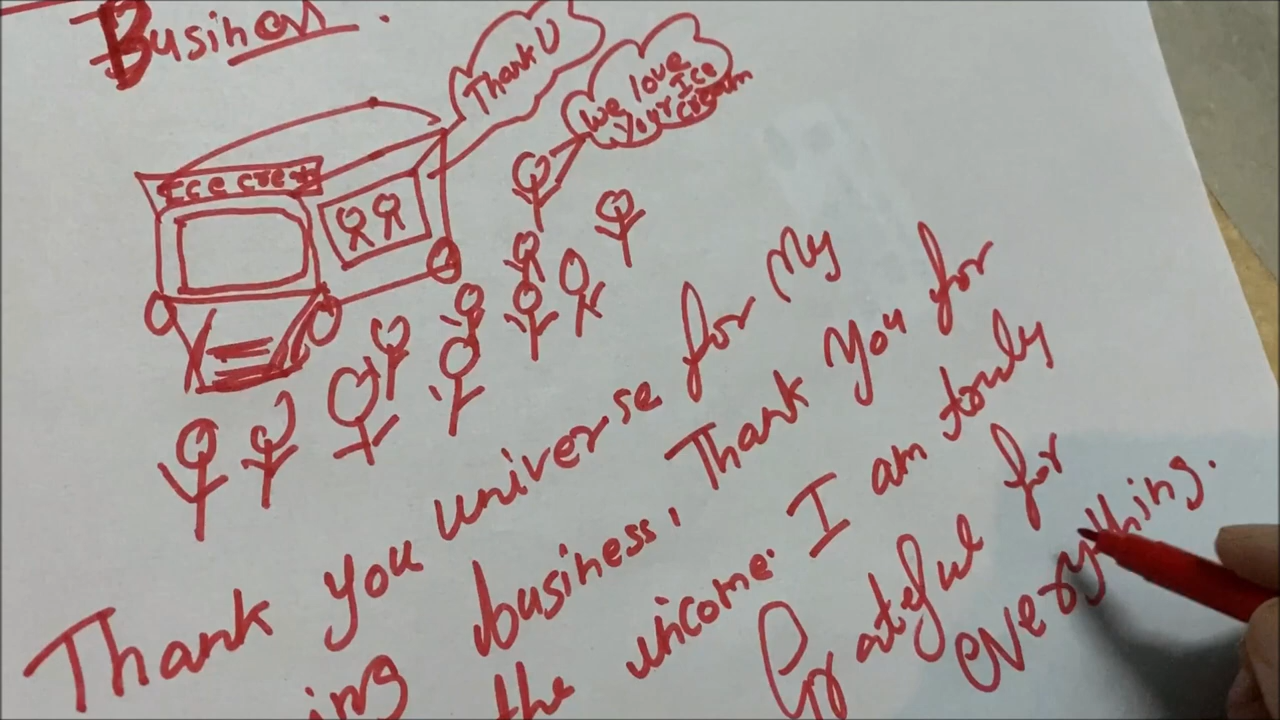 Business.
Thank U
We love
your Ice
cream
Ice cream
Thank you universe for my
ing business. Thank you for
the income. I am truly
Grateful for
everything.